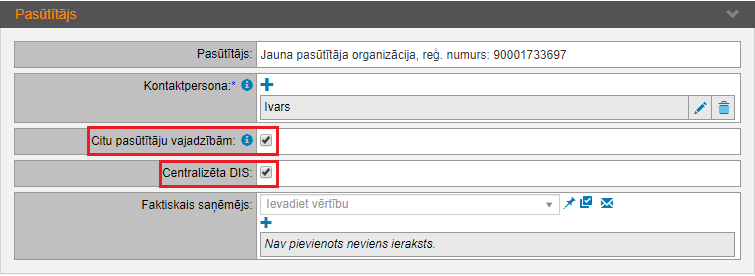 Pasūtītājs
Pasūtītājs: Jauna pasūtītāja organizācija, reģ. numurs: 90001733697
Kontaktpersona:*
Ivars
Citu pasūtītāju vajadzībām:
Centralizēta DIS:
Faktiskais saņēmējs: Ievadiet vērtību
Nav pievienots neviens ieraksts.